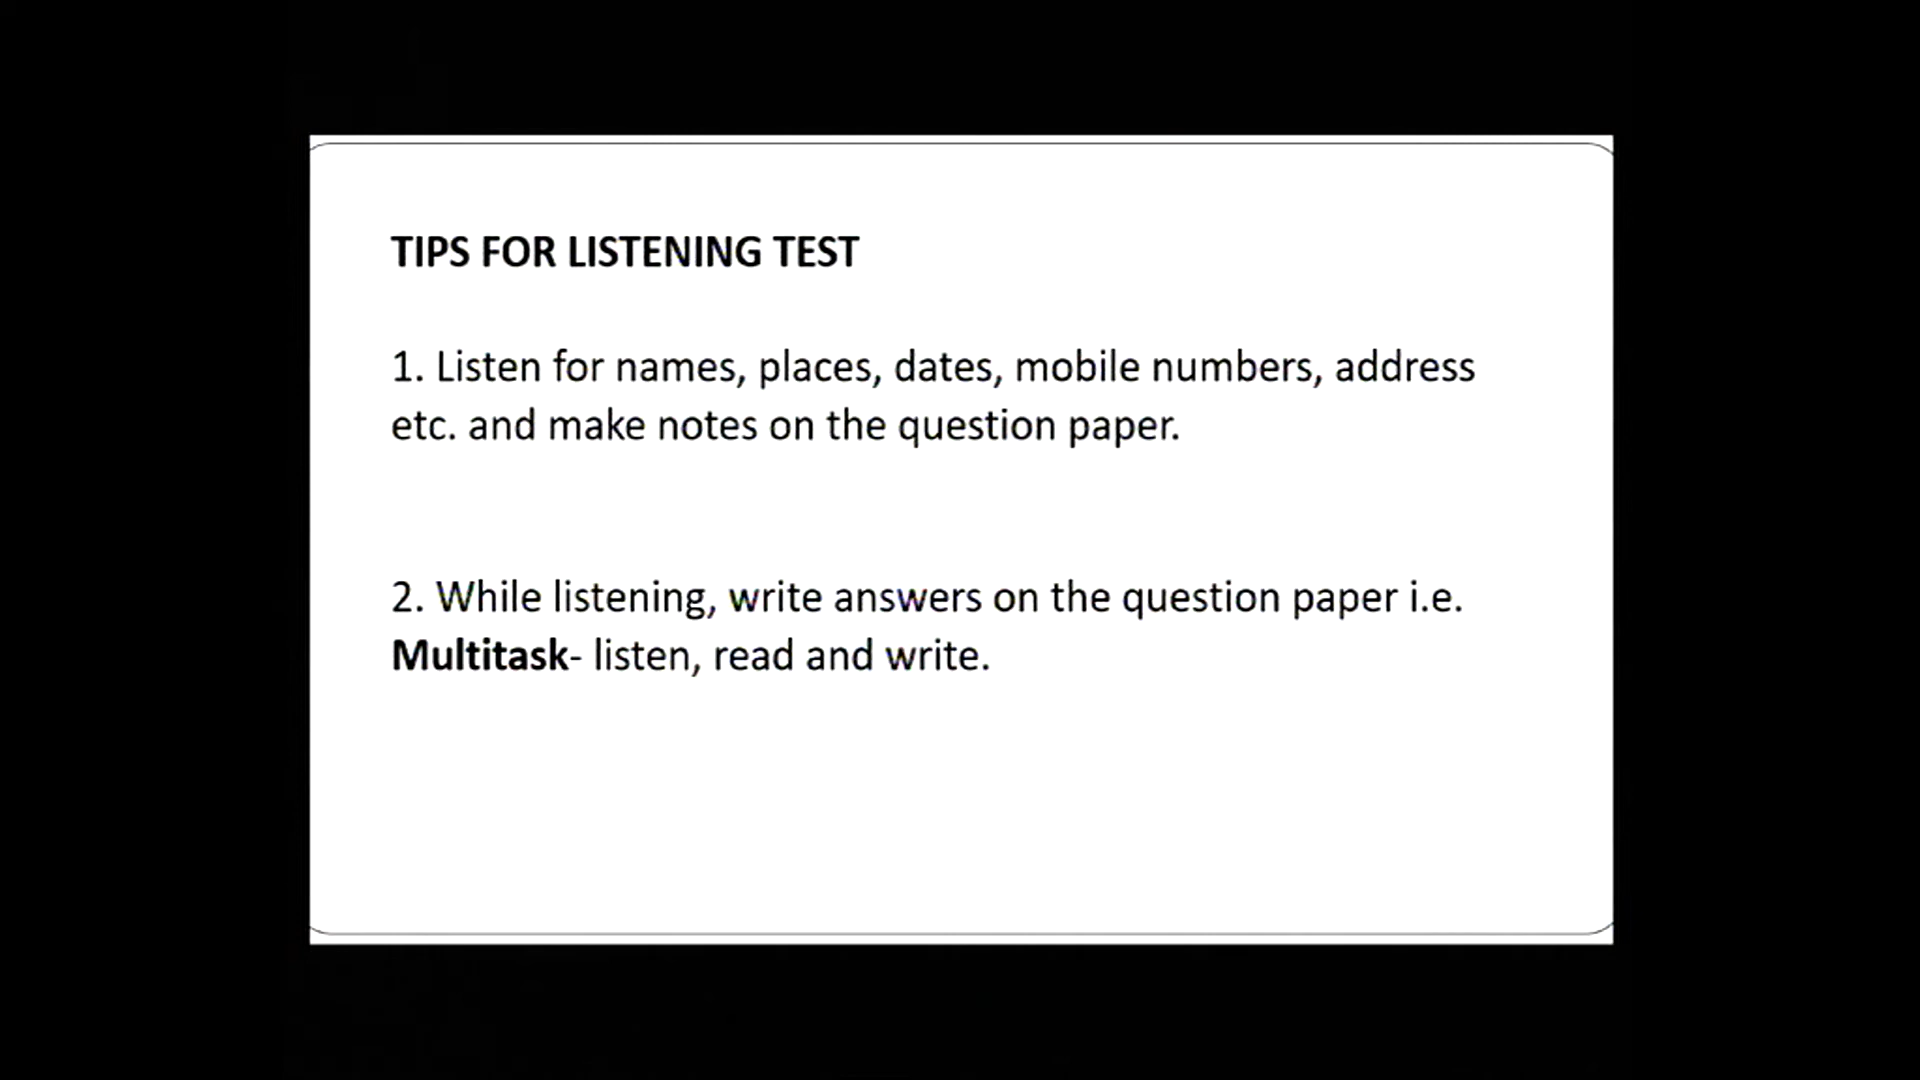 TIPS FOR LISTENING TEST
1. Listen for names, places, dates, mobile numbers, address
etc. and make notes on the question paper.
2. While listening, write answers on the question paper i.e.
Multitask- listen, read and write.